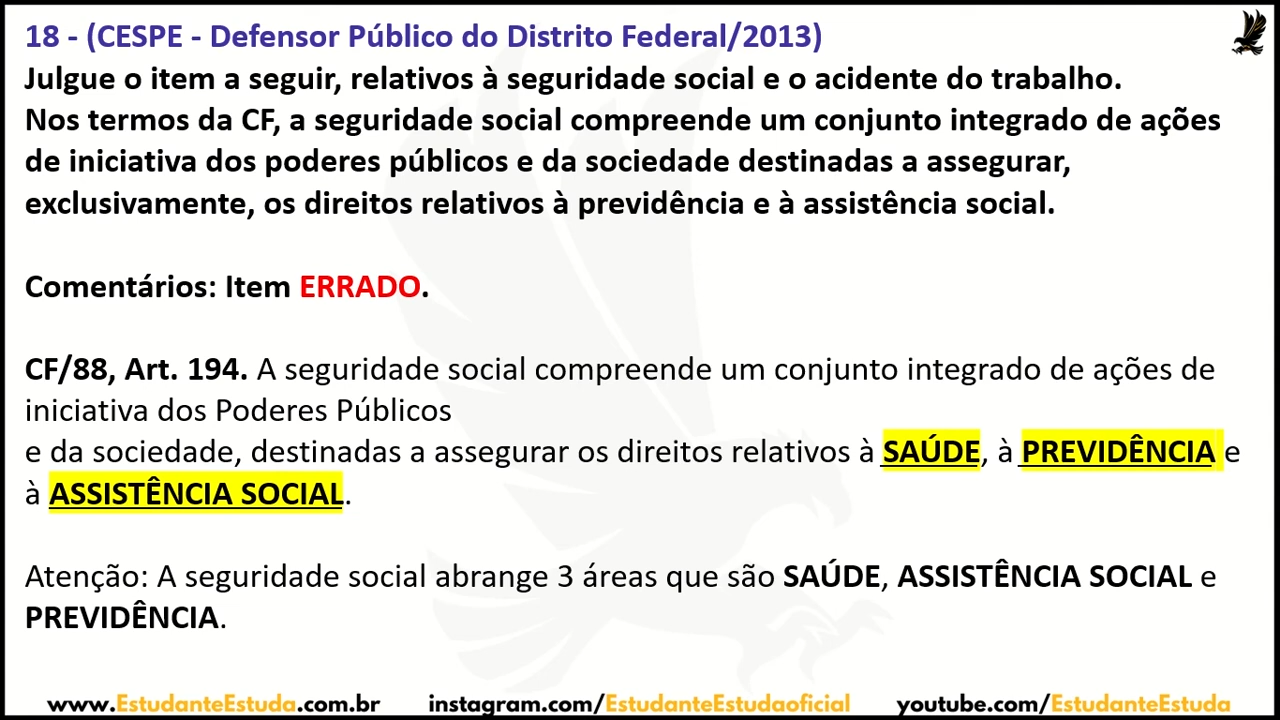 18 - (CESPE - Defensor Público do Distrito Federal/2013)
Julgue o item a seguir, relativos à seguridade social e o acidente do trabalho.
Nos termos da CF, a seguridade social compreende um conjunto integrado de ações
de iniciativa dos poderes públicos e da sociedade destinadas a assegurar,
exclusivamente, os direitos relativos à previdência e à assistência social.
Comentários: Item ERRADO.
CF/88, Art. 194. A seguridade social compreende um conjunto integrado de ações de
iniciativa dos Poderes Públicos
e da sociedade, destinadas a assegurar os direitos relativos à SAÚDE, à PREVIDÊNCIA e
à ASSISTÊNCIA SOCIAL.
Atenção: A seguridade social abrange 3 áreas que são SAÚDE, ASSISTÊNCIA SOCIAL e
PREVIDÊNCIA.
www.EstudanteEstuda.com.br instagram.com/EstudanteEstudaoficial youtube.com/EstudanteEstuda